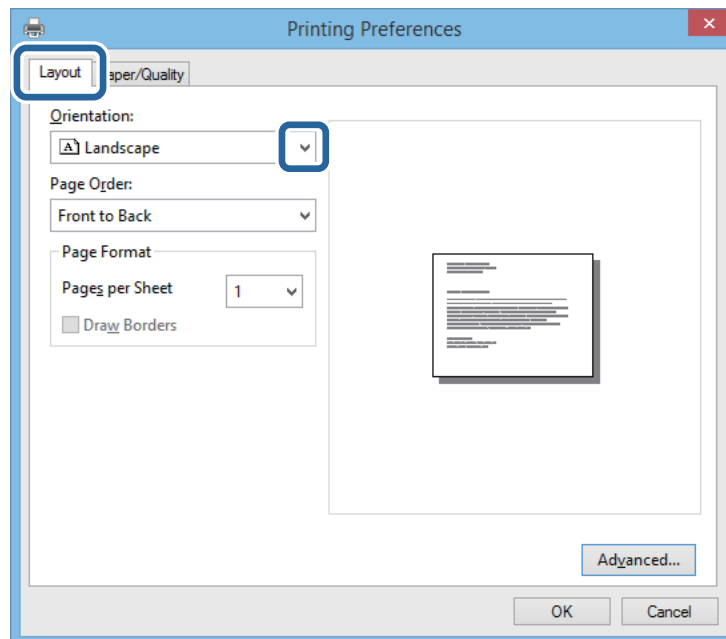 Printing Preferences
Layout
aper/Quality
Orientation:
Landscape
Page Order:
Front to Back
Page Format
Pages per Sheet 1
Draw Borders
Advanced...
OK Cancel